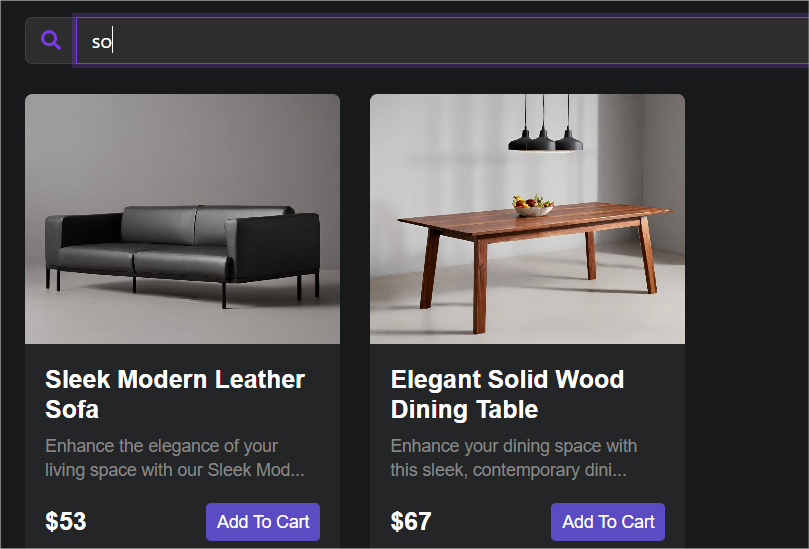 so
Sleek Modern Leather
Sofa
Enhance the elegance of your
living space with our Sleek Mod...
$53
Add To Cart
Elegant Solid Wood
Dining Table
Enhance your dining space with
this sleek, contemporary dini...
$67
Add To Cart